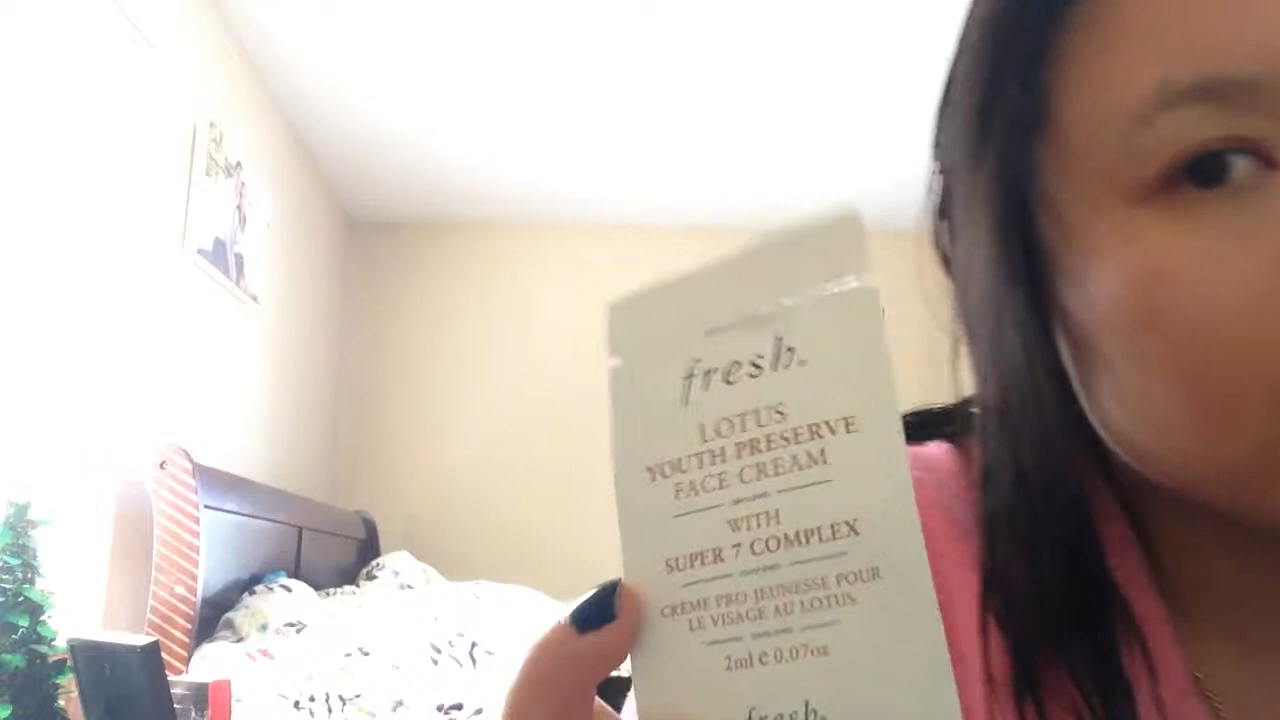 fresh.
LOTUS
YOUTH PRESERVE
FACE CREAM
WITH
SUPER 7 COMPLEX
CRÈME PRO JEUNESSE POUR
LE VISAGE AU LOTUS
2ml e 0.07oz
fresh.